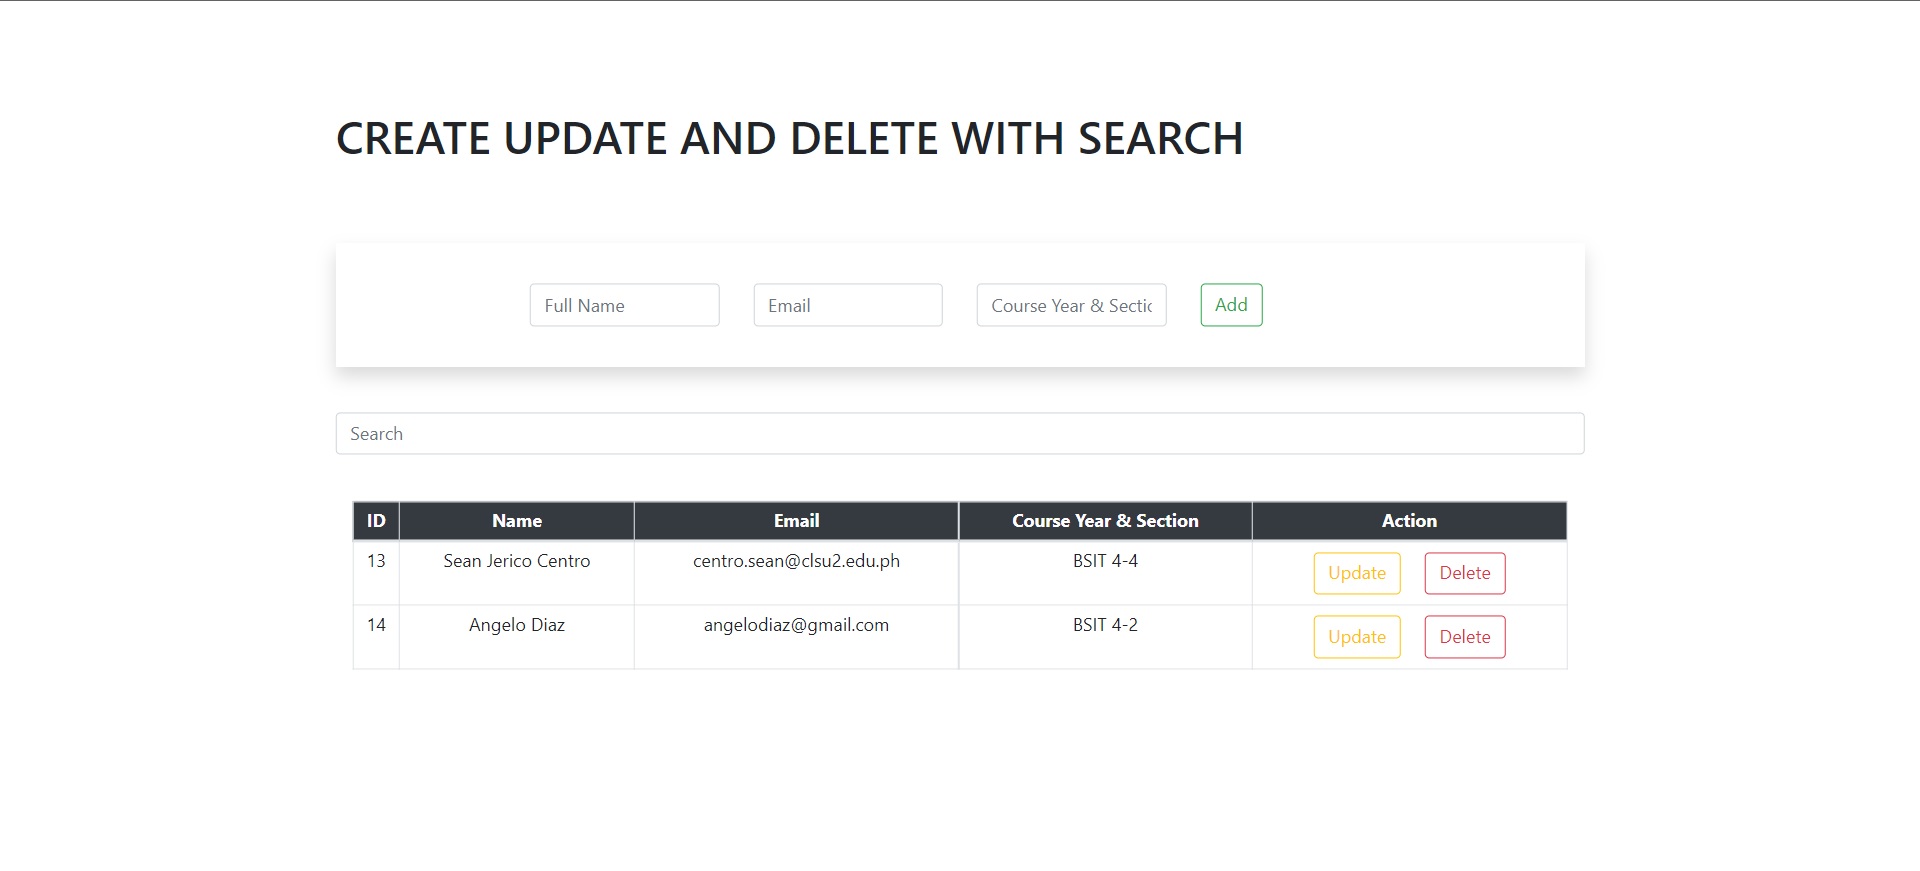 CREATE UPDATE AND DELETE WITH SEARCH
Full Name Email Course Year & Sectio Add
Search
ID Name Email Course Year & Section Action
13 Sean Jerico Centro centro.sean@clsu2.edu.ph BSIT 4-4 Update Delete
14 Angelo Diaz angelodiaz@gmail.com BSIT 4-2 Update Delete